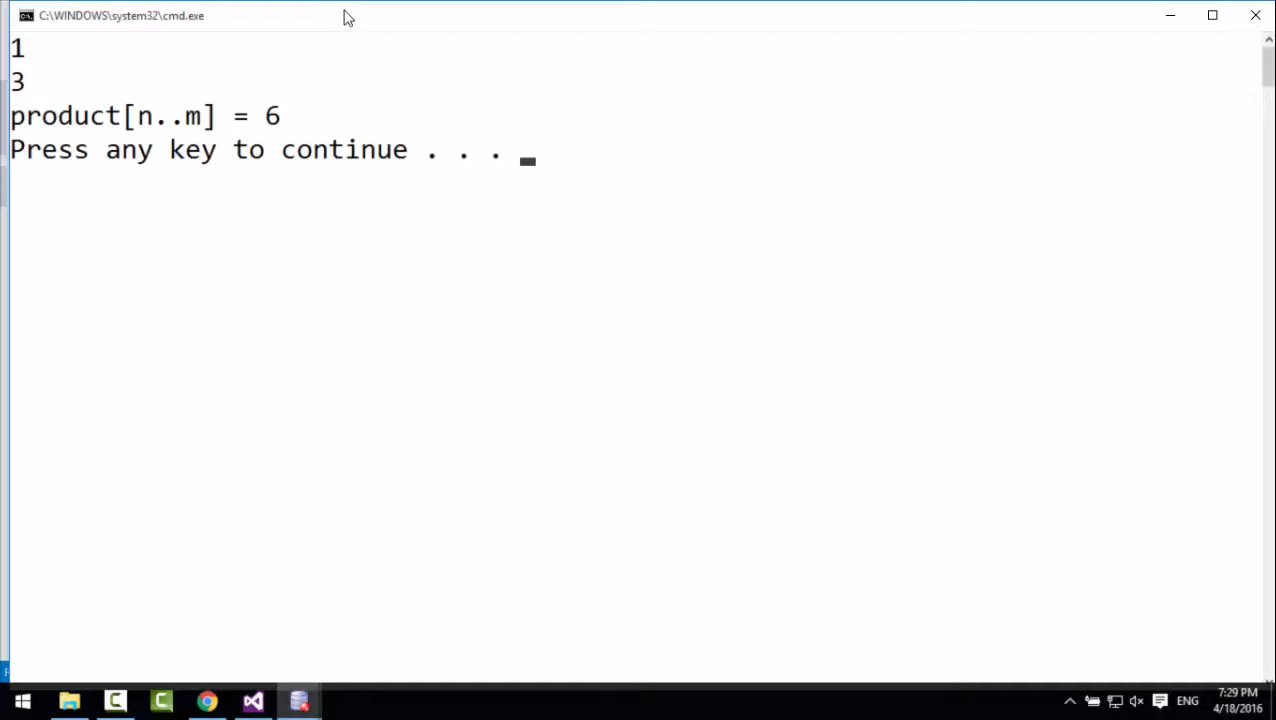 C:\WINDOWS\system32\cmd.exe
1
3
product[n..m] = 6
Press any key to continue . . .
ENG
7:29 PM
4/18/2016